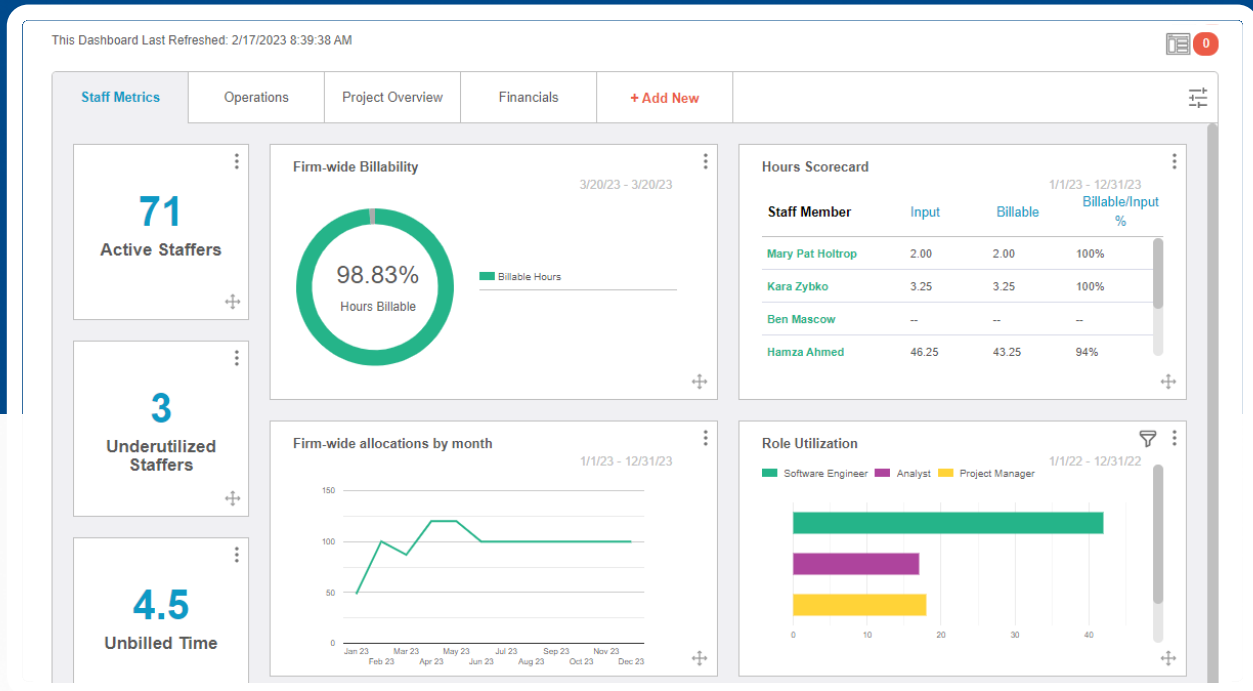 This Dashboard Last Refreshed: 2/17/2023 8:39:38 AM
0
Staff Metrics
Operations
Project Overview
Financials
+ Add New
71
Active Staffers
3
Underutilized
Staffers
4.5
Unbilled Time
Firm-wide Billability
3/20/23 - 3/20/23
98.83%
Hours Billable
Billable Hours
Hours Scorecard
1/1/23 - 12/31/23
Staff Member Input Billable Billable/Input
%
Mary Pat Holtrop 2.00 2.00 100%
Kara Zybko 3.25 3.25 100%
Ben Mascow -- -- --
Hamza Ahmed 46.25 43.25 94%
Firm-wide allocations by month
1/1/23 - 12/31/23
150
100
50
0
Jan 23 Mar 23 May 23 Jul 23 Sep 23 Nov 23
Feb 23 Apr 23 Jun 23 Aug 23 Oct 23 Dec 23
Role Utilization
1/1/22 - 12/31/22
Software Engineer Analyst Project Manager
0 10 20 30 40